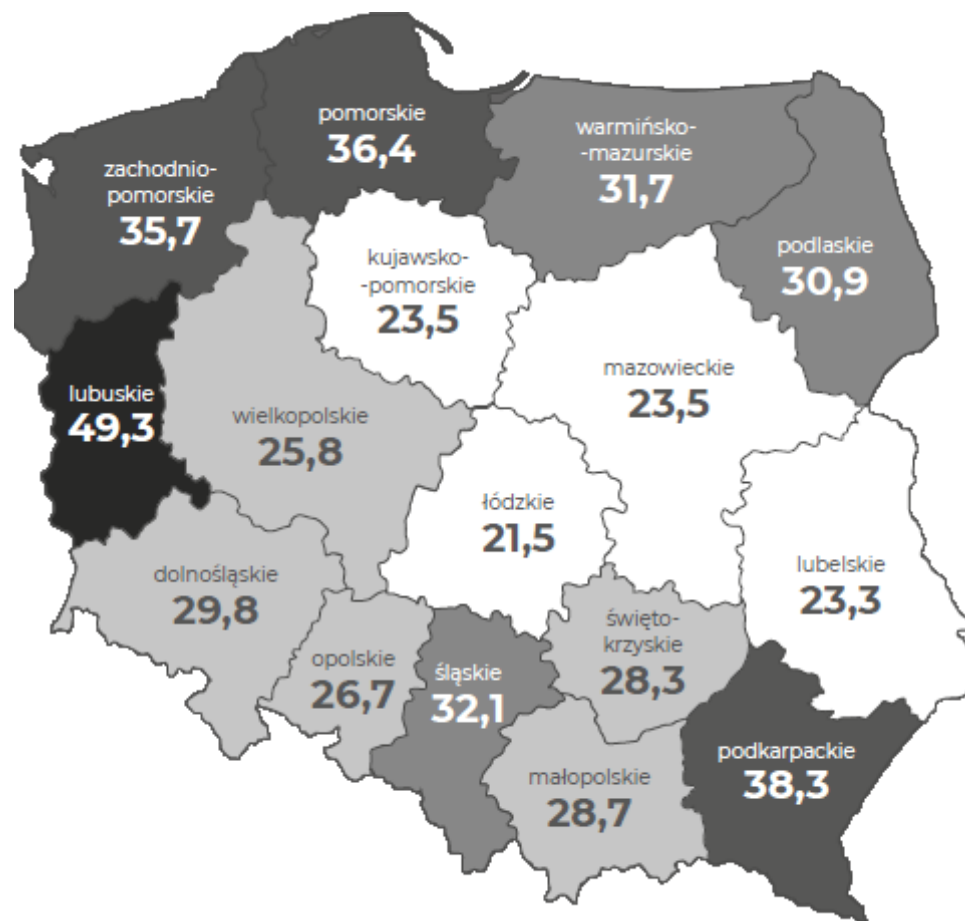 pomorskie
36,4
warmińsko-
-mazurskie
31,7
zachodnio-
pomorskie
35,7
podlaskie
30,9
kujawsko-
-pomorskie
23,5
mazowieckie
23,5
lubuskie
49,3
wielkopolskie
25,8
łódzkie
21,5
lubelskie
23,3
dolnośląskie
29,8
święto-
krzyskie
28,3
opolskie
26,7
śląskie
32,1
podkarpackie
38,3
małopolskie
28,7